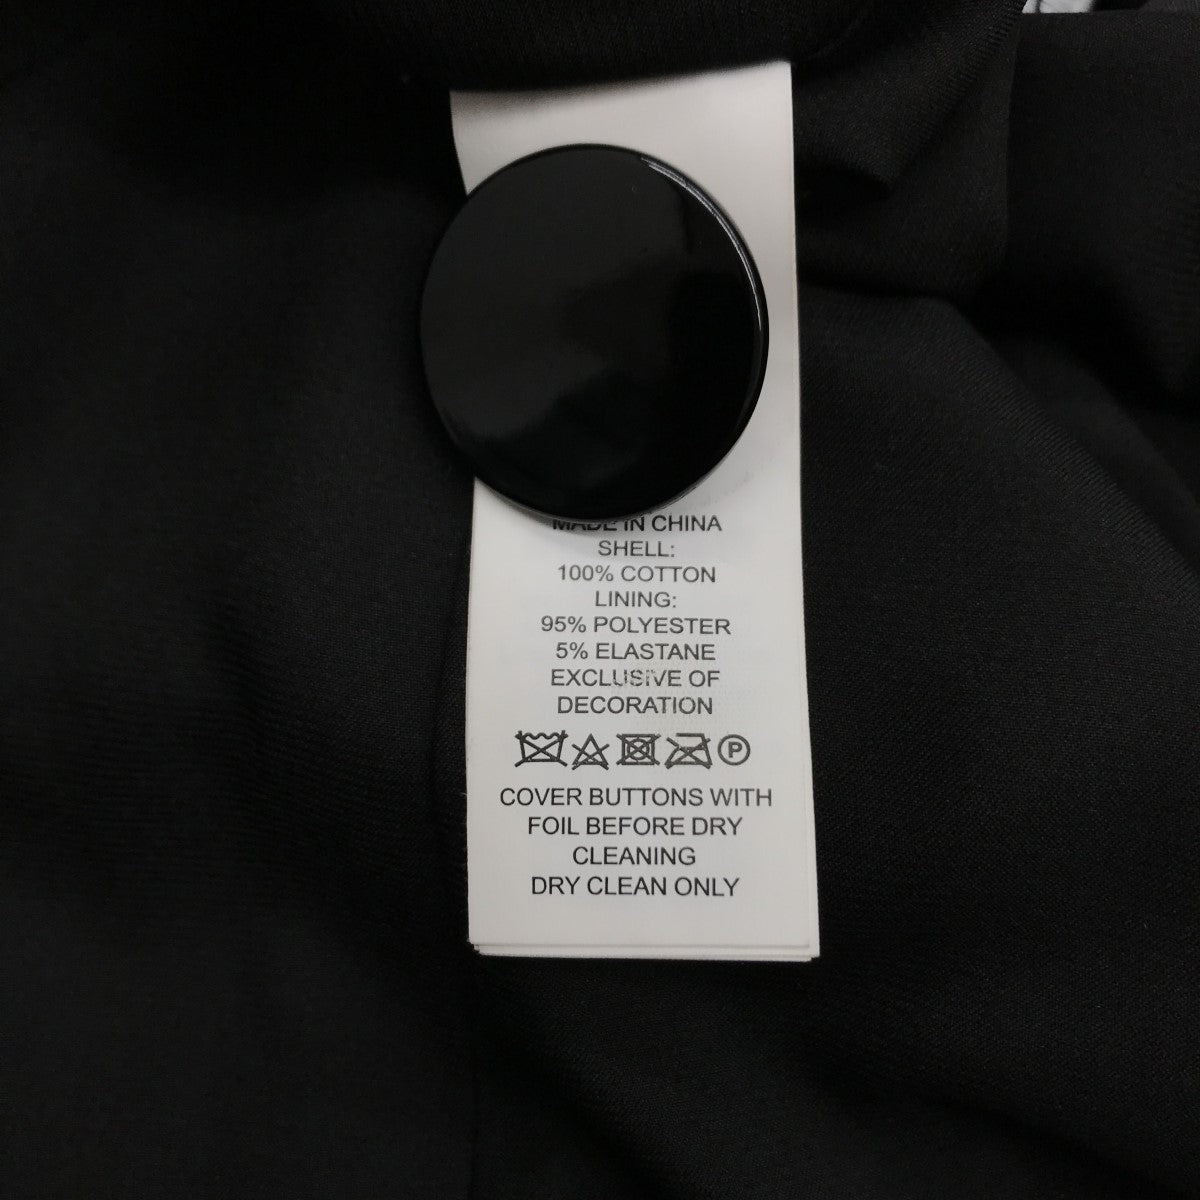 MADE IN CHINA
SHELL:
100% COTTON
LINING:
95% POLYESTER
5% ELASTANE
EXCLUSIVE OF
DECORATION
P
COVER BUTTONS WITH
FOIL BEFORE DRY
CLEANING
DRY CLEAN ONLY